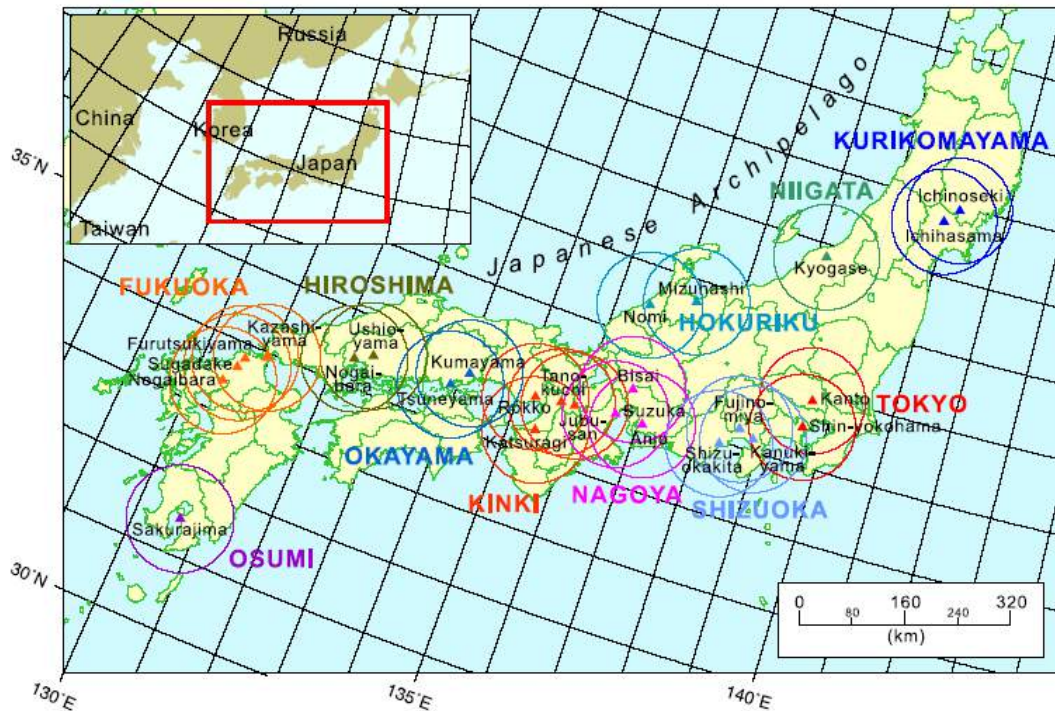 Russia
China
Korea
Japan
Taiwan
35°N
30°N
130°E
135°E
140°E
Japanese Archipelago
KURIKOMAYAMA
Ichinoseki
Ichihasama
NIIGATA
Kyogase
Mizuhashi
Nomi
HOKURIKU
FUKUOKA
Kazashi-
yama
Furutsukiyama
Sugadake
Nogaibara
HIROSHIMA
Ushio-
yama
Nogai-
bara
Kumayama
Tsuneyama
OKAYAMA
Tano-
kuchi
Rokko
Jubu-
san
Katsuragi
KINKI
Bisai
Suzuka
Anjo
NAGOYA
Fujino-
miya
Shizu-
okakita
Kanuki-
yama
SHIZUOKA
Kanto
TOKYO
Shin-yokohama
Sakurajima
OSUMI
0 160 320
80 240
(km)